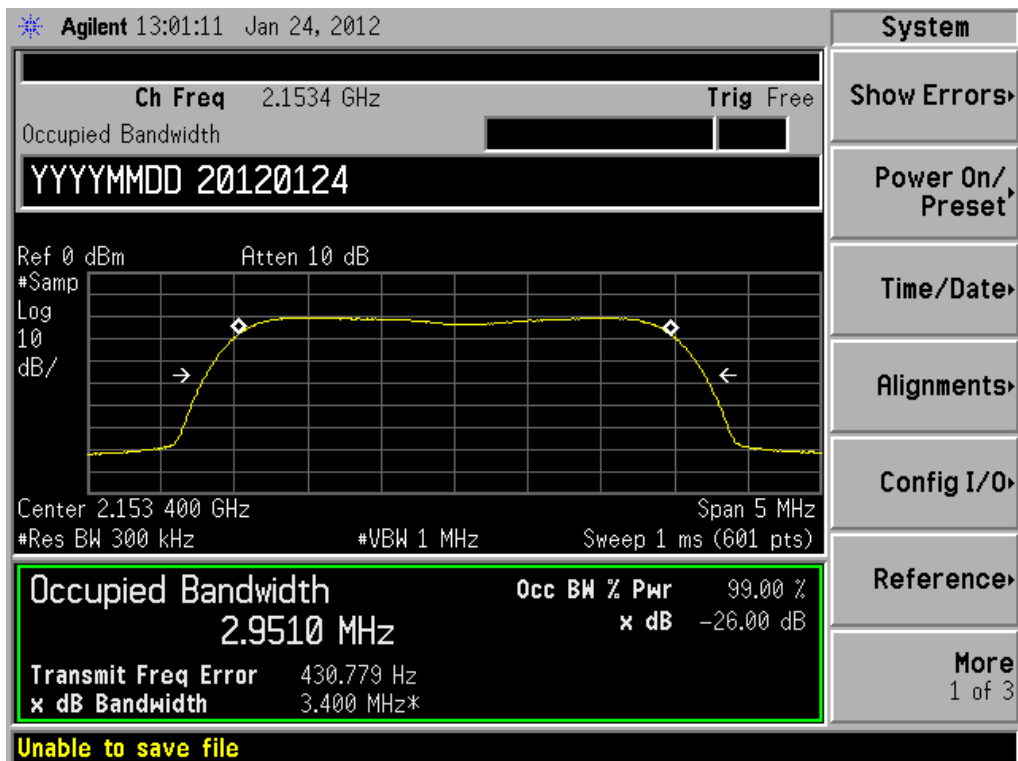 Agilent 13:01:11 Jan 24, 2012
Ch Freq 2.1534 GHz Trig Free
Occupied Bandwidth
YYYYMMDD 20120124
Ref 0 dBm Atten 10 dB
#Samp
Log
10
dB/
Center 2.153 400 GHz Span 5 MHz
#Res BW 300 kHz #VBW 1 MHz Sweep 1 ms (601 pts)
Occupied Bandwidth Occ BW % Pwr 99.00 %
2.9510 MHz x dB -26.00 dB
Transmit Freq Error 430.779 Hz
x dB Bandwidth 3.400 MHz*
Unable to save file
System
Show Errors
Power On/
Preset
Time/Date
Alignments
Config I/O
Reference
More
1 of 3